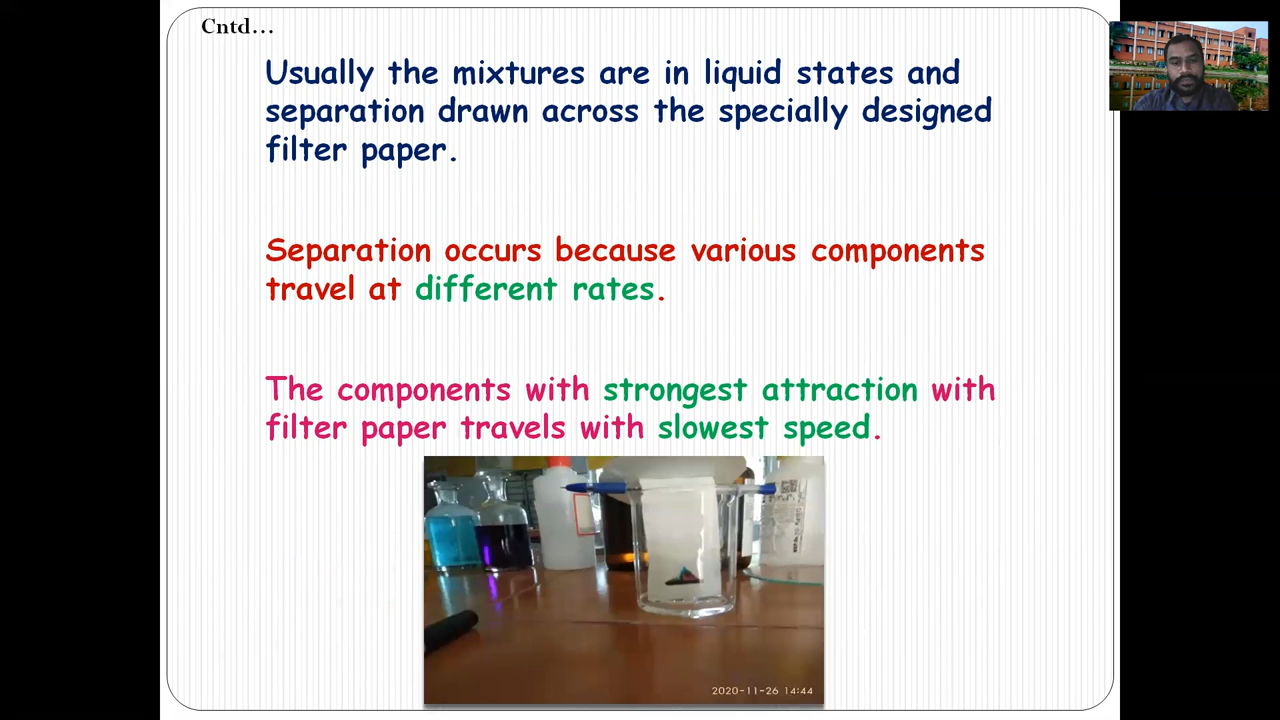 Cntd...
Usually the mixtures are in liquid states and
separation drawn across the specially designed
filter paper.
Separation occurs because various components
travel at different rates.
The components with strongest attraction with
filter paper travels with slowest speed.
2020-11-26 14:44